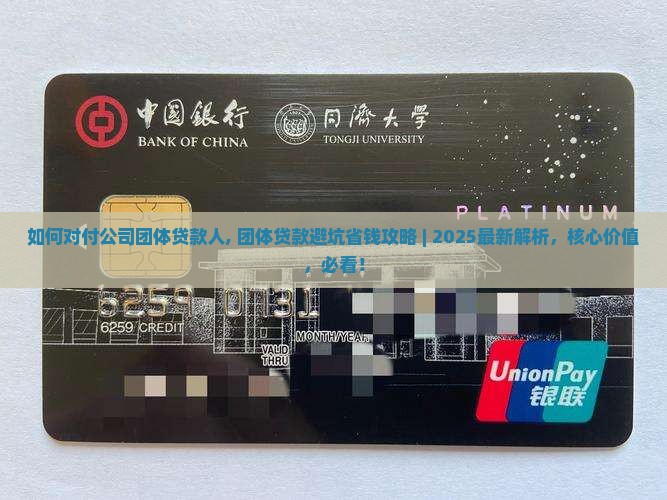 中國銀行
BANK OF CHINA
同濟大學
TONGJI UNIVERSITY
PLATINUM
如何对付公司团体贷款人, 团体贷款避坑省钱攻略 | 2025最新解析，核心价值
，必看！
6259 0731
6259 CREDIT
MONTH/YEAR
VALID
THRU
UnionPay
银联